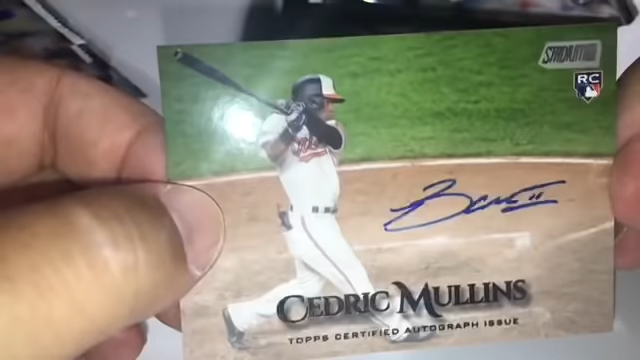 STADIUM
RC
CEDRIC MULLINS
TOPPS CERTIFIED AUTOGRAPH ISSUE